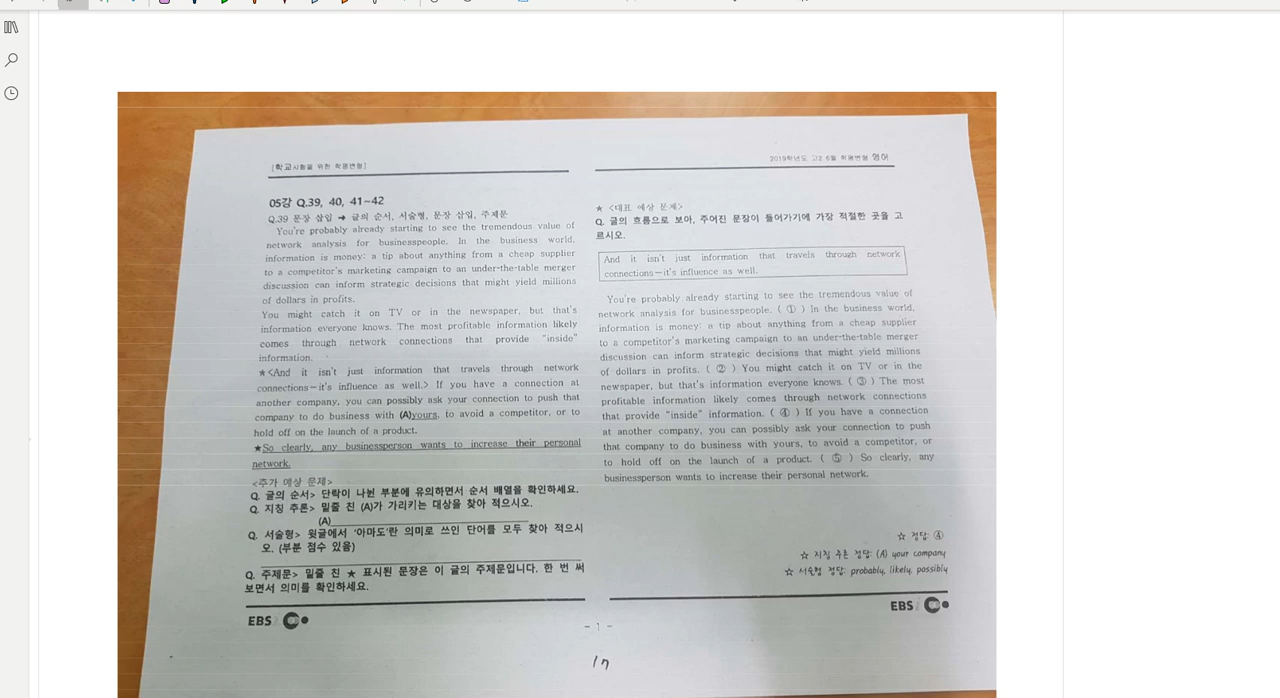 [학교시험을 위한 학평변형]
05강 Q.39, 40, 41~42
Q.39 문장 삽입 ➜ 글의 순서, 서술형, 문장 삽입, 주제문
You're probably already starting to see the tremendous value of
network analysis for businesspeople. In the business world,
information is money: a tip about anything from a cheap supplier
to a competitor's marketing campaign to an under-the-table merger
discussion can inform strategic decisions that might yield millions
of dollars in profits.
You might catch it on TV or in the newspaper, but that's
information everyone knows. The most profitable information likely
comes through network connections that provide "inside"
information.
★<And it isn't just information that travels through network
connections—it's influence as well.> If you have a connection at
another company, you can possibly ask your connection to push that
company to do business with (A)yours, to avoid a competitor, or to
hold off on the launch of a product.
★So clearly, any businessperson wants to increase their personal
network.
<추가 예상 문제>
Q. 글의 순서> 단락이 나뉜 부분에 유의하면서 순서 배열을 확인하세요.
Q. 지칭 추론> 밑줄 친 (A)가 가리키는 대상을 찾아 적으시오.
(A)
Q. 서술형> 윗글에서 '아마도'란 의미로 쓰인 단어를 모두 찾아 적으시
오. (부분 점수 있음)
Q. 주제문> 밑줄 친 ★ 표시된 문장은 이 글의 주제문입니다. 한 번 써
보면서 의미를 확인하세요.
EBS
2019학년도 고2 6월 학평변형 영어
★ <대표 예상 문제>
Q. 글의 흐름으로 보아, 주어진 문장이 들어가기에 가장 적절한 곳을 고
르시오.
And it isn't just information that travels through network
connections—it's influence as well.
You're probably already starting to see the tremendous value of
network analysis for businesspeople. ( ① ) In the business world,
information is money: a tip about anything from a cheap supplier
to a competitor's marketing campaign to an under-the-table merger
discussion can inform strategic decisions that might yield millions
of dollars in profits. ( ② ) You might catch it on TV or in the
newspaper, but that's information everyone knows. ( ③ ) The most
profitable information likely comes through network connections
that provide "inside" information. ( ④ ) If you have a connection
at another company, you can possibly ask your connection to push
that company to do business with yours, to avoid a competitor, or
to hold off on the launch of a product. ( ⑤ ) So clearly, any
businessperson wants to increase their personal network.
☆ 정답: ④
☆ 지칭 추론 정답: (A) your company
☆ 서술형 정답: probably, likely, possibly
EBS
- 1 -
17